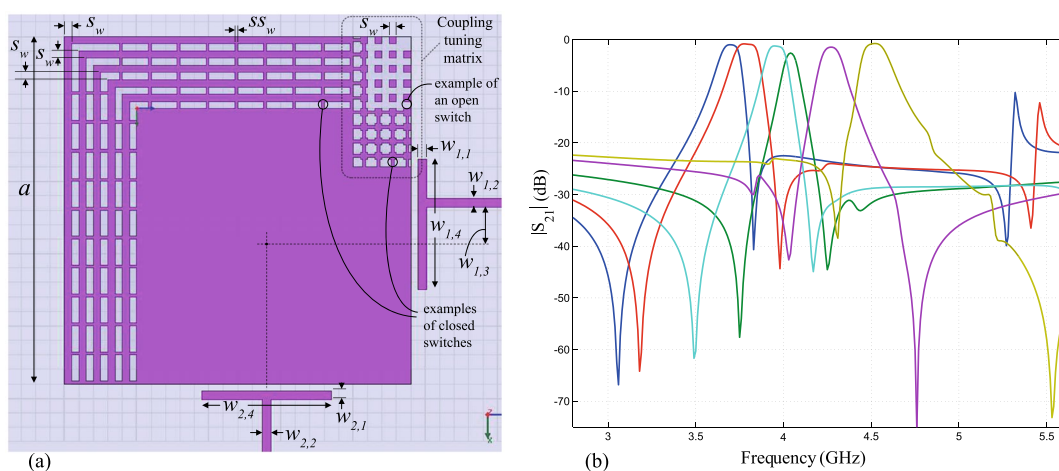 s_w
ss_w
s_w
Coupling
tuning
matrix
s_w
s_w
example of
an open
switch
w_{1,1}
w_{1,2}
a
w_{1,4}
w_{1,3}
examples
of closed
switches
w_{2,4}
w_{2,1}
w_{2,2}
x
(a)
0
-10
-20
-30
-40
-50
-60
-70
|S_{21}| (dB)
3
3.5
4
4.5
5
5.5
Frequency (GHz)
(b)